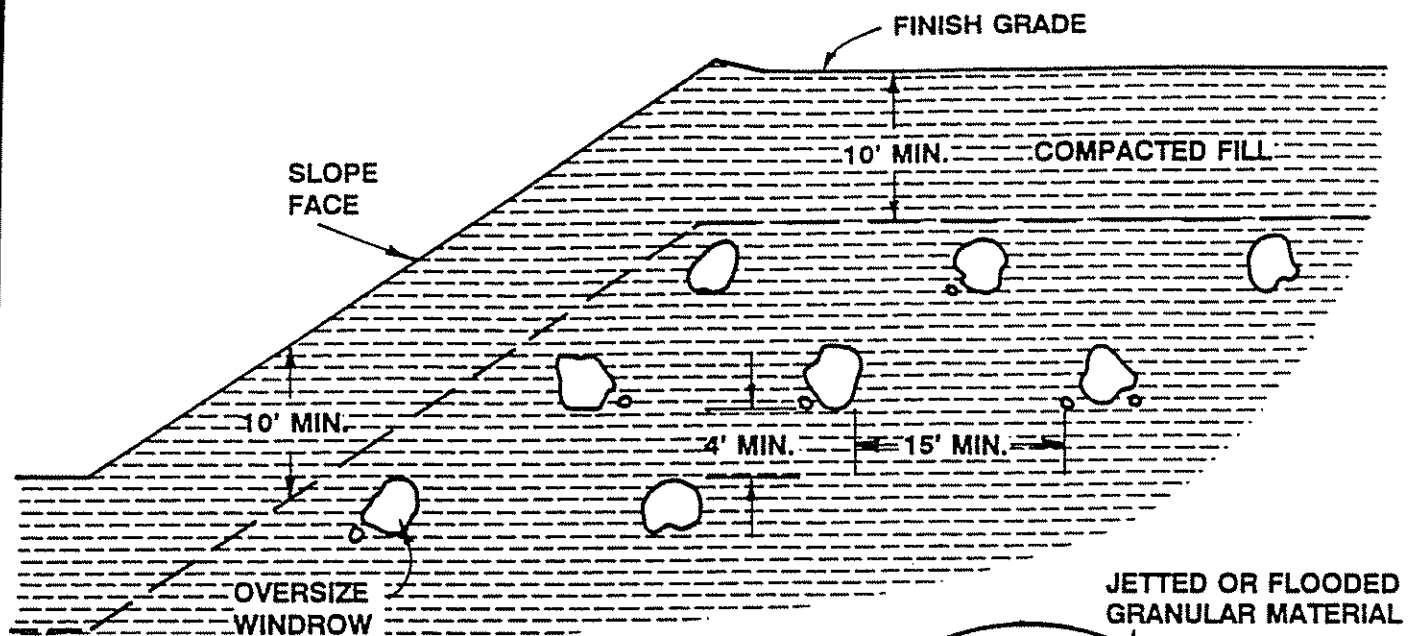 FINISH GRADE
10' MIN.
COMPACTED FILL
SLOPE
FACE
10' MIN.
4' MIN.
15' MIN.
OVERSIZE
WINDROW
JETTED OR FLOODED
GRANULAR MATERIAL